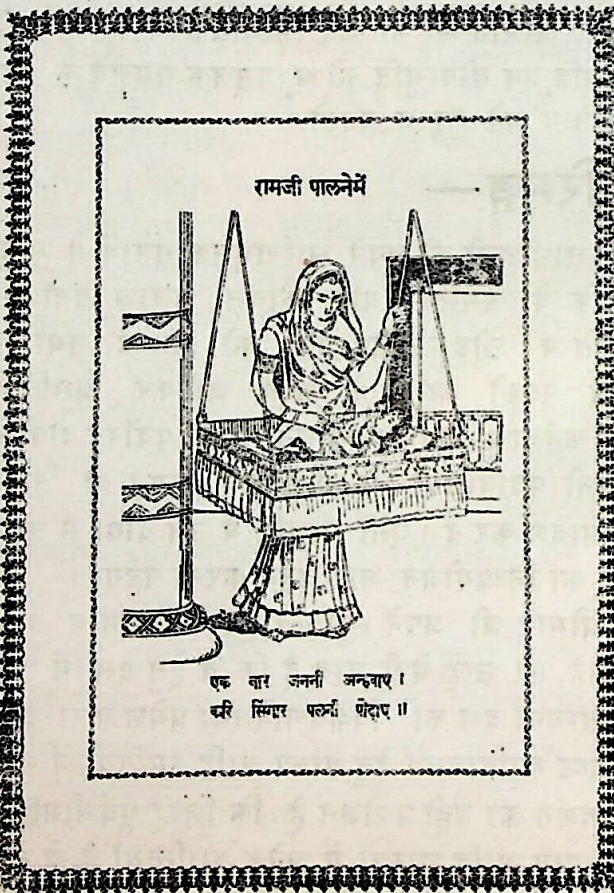 रामजी पालनेमें
एक बार जननी अन्हवाए ।
करि सिंगार पलनाँ पौढ़ाए ॥